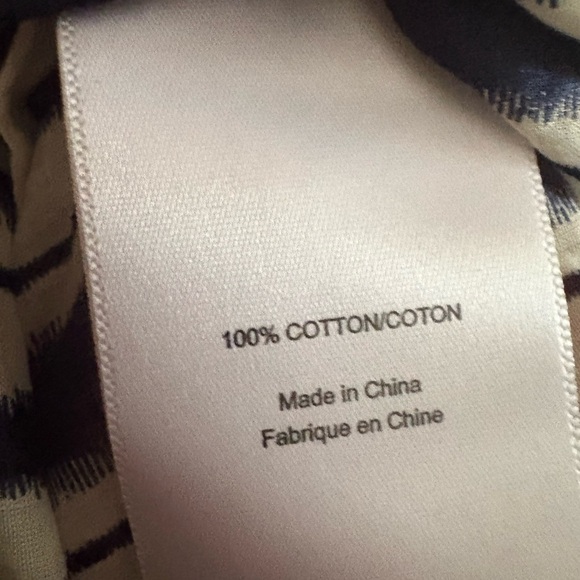 100% COTTON/COTON
Made in China
Fabrique en Chine